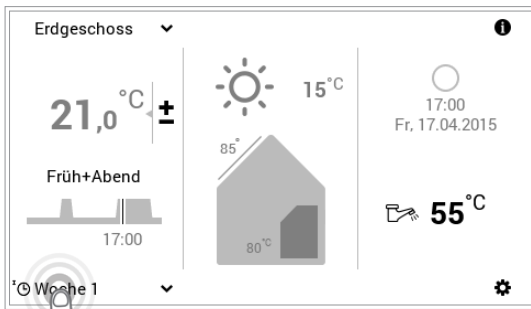 Erdgeschoss
21,0 °C
±
Früh+Abend
17:00
Woche 1
15°C
85°
80°C
17:00
Fr, 17.04.2015
55°C